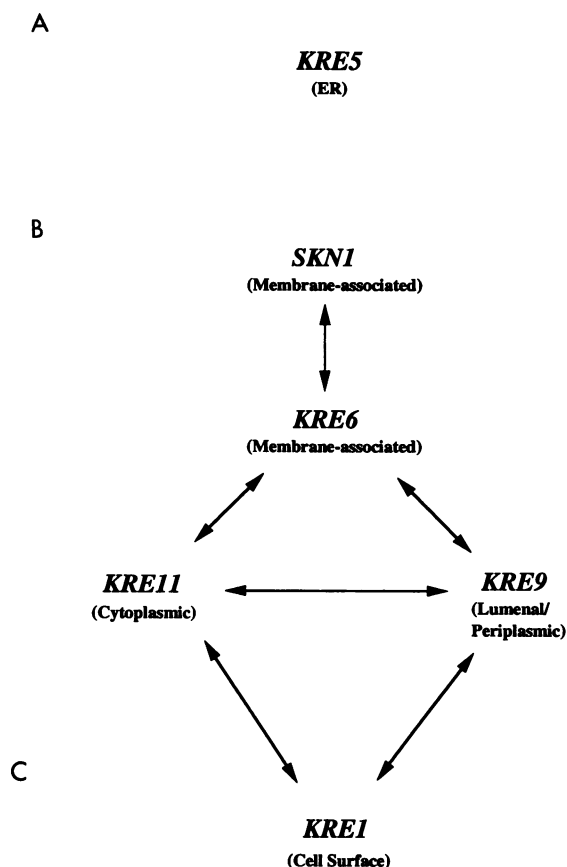 A
KRE5
(ER)
B
SKN1
(Membrane-associated)
KRE6
(Membrane-associated)
KRE11
(Cytoplasmic)
KRE9
(Lumenal/
Periplasmic)
C
KRE1
(Cell Surface)